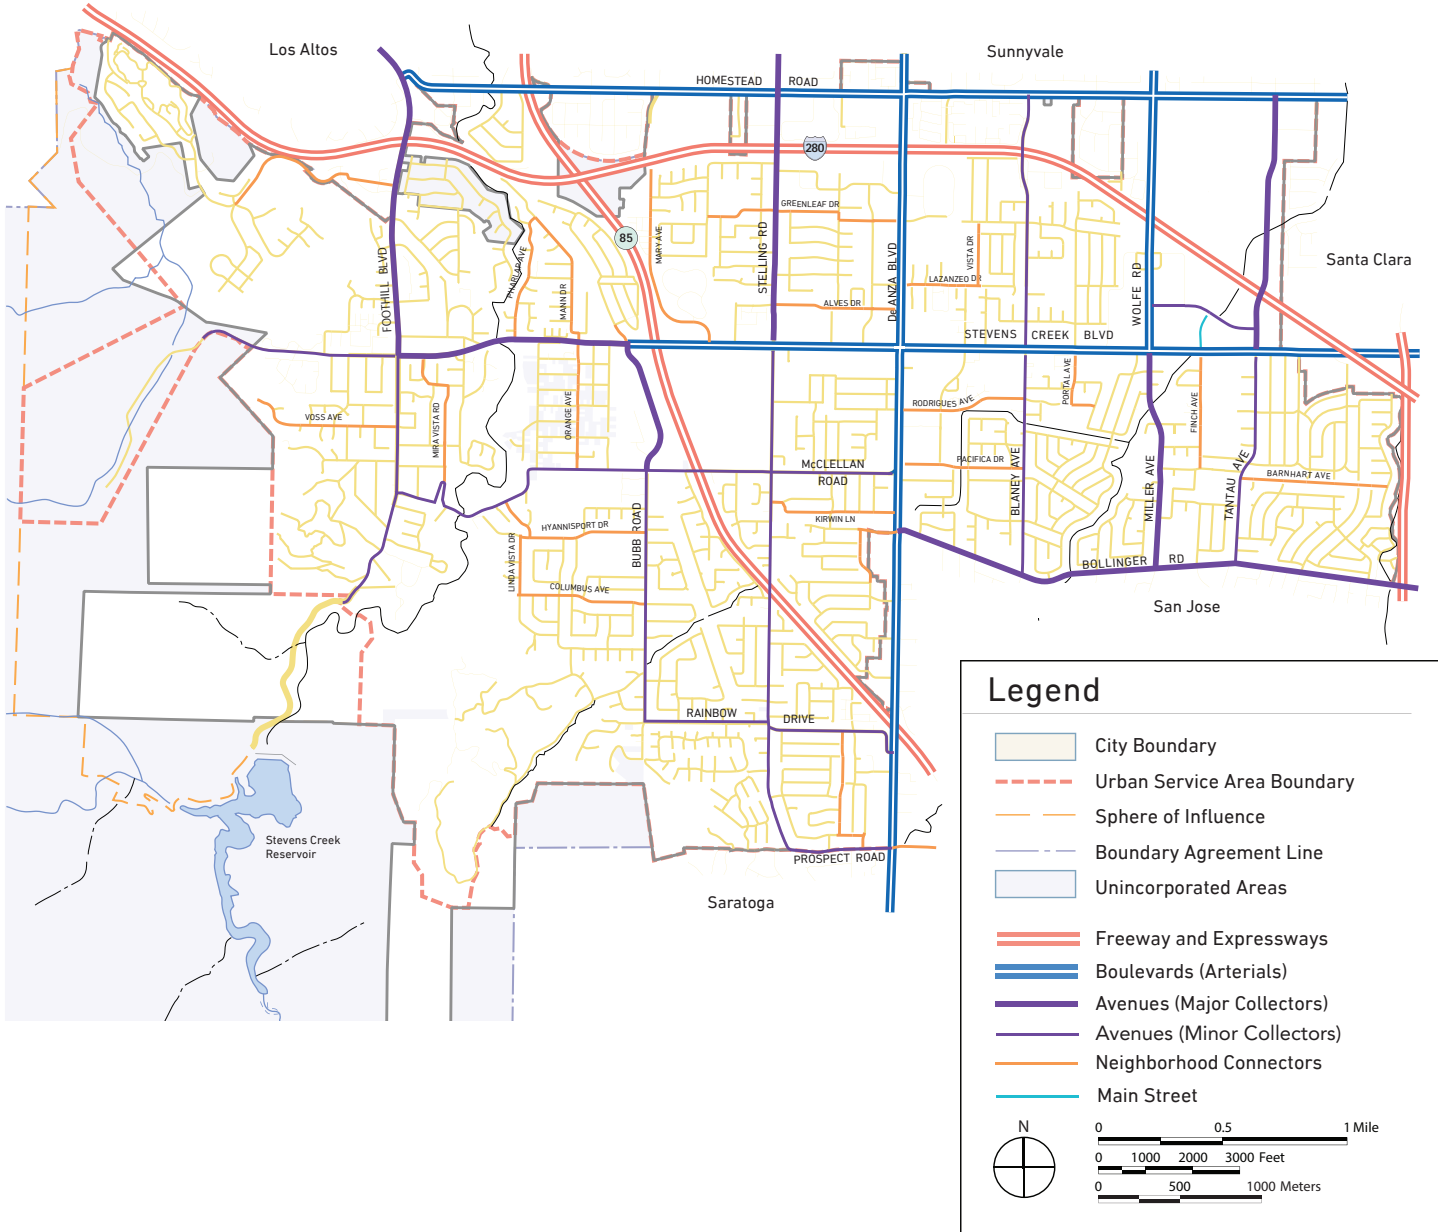 Los Altos
Sunnyvale
HOMESTEAD ROAD
280
GREENLEAF DR
85
MARY AVE
STELLING RD
De ANZA BLVD
VISTA DR
LAZANZEO DR
Santa Clara
FOOTHILL BLVD
MANN DR
WOLFE RD
ALVES DR
STEVENS CREEK BLVD
PORTAL AVE
RODRIGUES AVE
FINCH AVE
VOSS AVE
MIRA VISTA RD
ORANGE AVE
McCLELLAN
ROAD
PACIFICA DR
BLANEY AVE
MILLER AVE
TANTAU AVE
BARNHART AVE
KIRWIN LN
HYANNISPORT DR
BUBB ROAD
LINDA VISTA DR
COLUMBUS AVE
BOLLINGER RD
San Jose
RAINBOW DRIVE
Stevens Creek
Reservoir
PROSPECT ROAD
Saratoga
Legend
City Boundary
Urban Service Area Boundary
Sphere of Influence
Boundary Agreement Line
Unincorporated Areas
Freeway and Expressways
Boulevards (Arterials)
Avenues (Major Collectors)
Avenues (Minor Collectors)
Neighborhood Connectors
Main Street
N
0 0.5 1 Mile
0 1000 2000 3000 Feet
0 500 1000 Meters